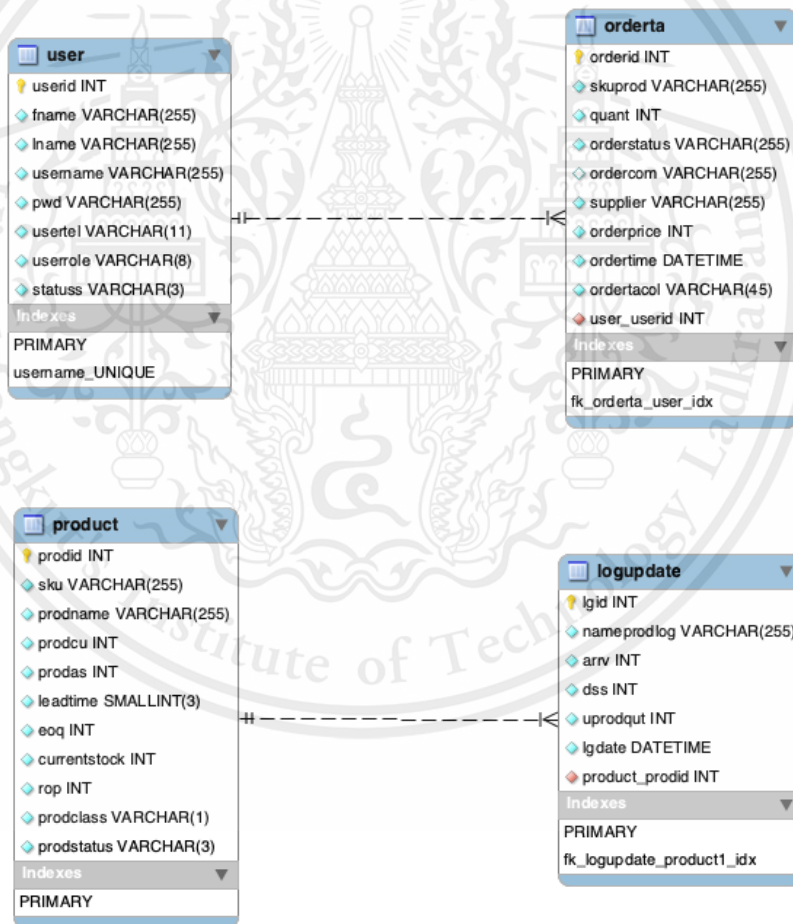 user
userid INT
fname VARCHAR(255)
lname VARCHAR(255)
username VARCHAR(255)
pwd VARCHAR(255)
usertel VARCHAR(11)
userrole VARCHAR(8)
statuss VARCHAR(3)
Indexes
PRIMARY
username_UNIQUE
orderta
orderid INT
skuprod VARCHAR(255)
quant INT
orderstatus VARCHAR(255)
ordercom VARCHAR(255)
supplier VARCHAR(255)
orderprice INT
ordertime DATETIME
ordertacol VARCHAR(45)
user_userid INT
Indexes
PRIMARY
fk_orderta_user_idx
product
prodid INT
sku VARCHAR(255)
prodname VARCHAR(255)
prodcu INT
prodas INT
leadtime SMALLINT(3)
eoq INT
currentstock INT
rop INT
prodclass VARCHAR(1)
prodstatus VARCHAR(3)
Indexes
PRIMARY
logupdate
lgid INT
nameprodlog VARCHAR(255)
arrv INT
dss INT
uprodqut INT
lgdate DATETIME
product_prodid INT
Indexes
PRIMARY
fk_logupdate_product1_idx
Institute of Technology Ladkrabang